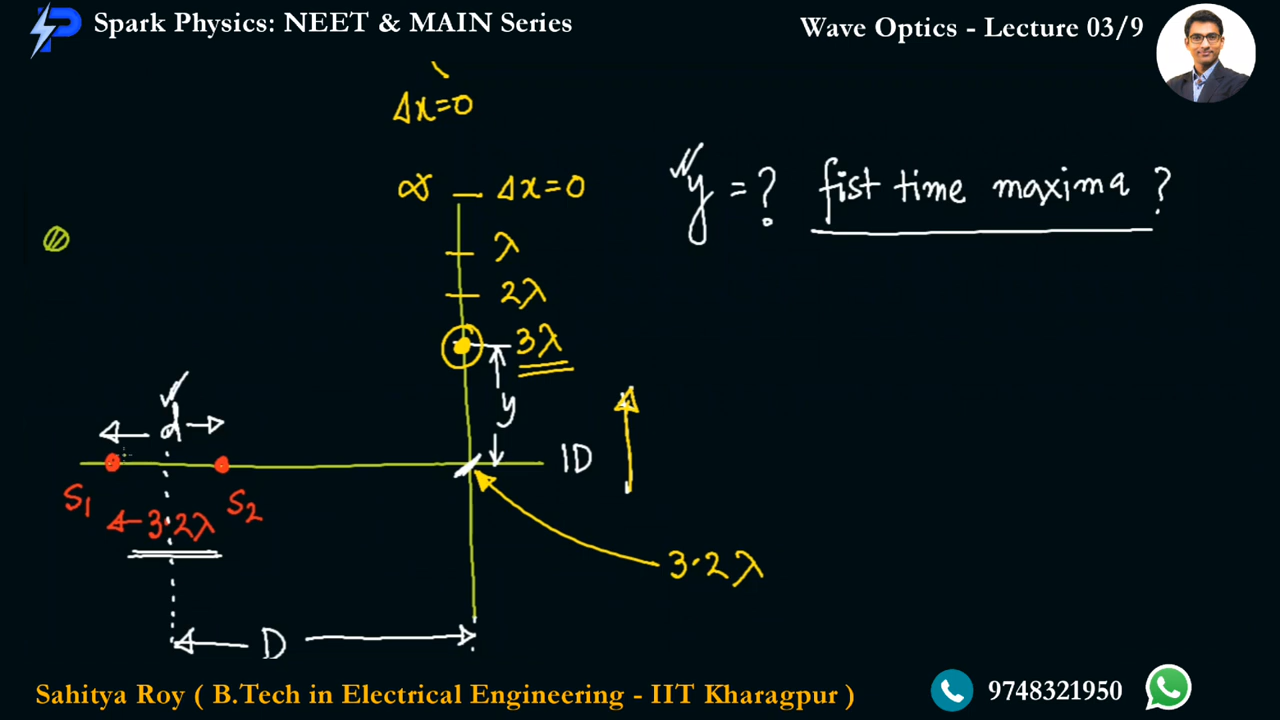 Spark Physics: NEET & MAIN Series
Wave Optics - Lecture 03/9
Δx=0
∞ Δx=0
λ
2λ
3λ
y
y = ? fist time maxima ?
d
S1 S2
3.2λ
1D
3.2λ
D
Sahitya Roy ( B.Tech in Electrical Engineering - IIT Kharagpur )
9748321950